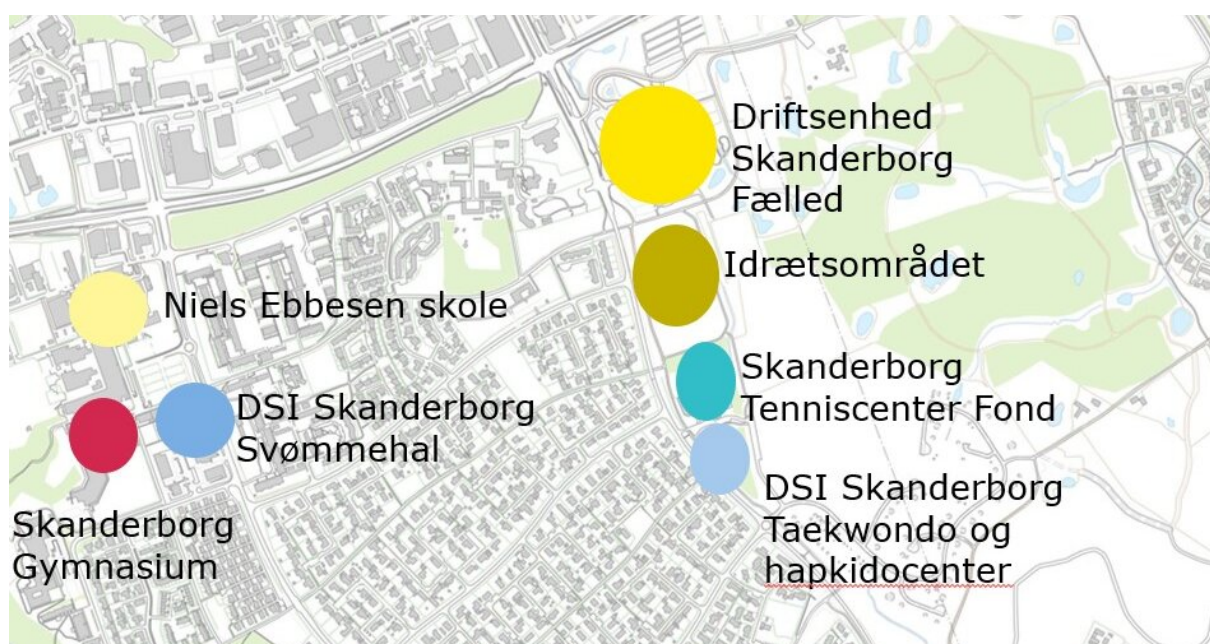 Driftsenhed
Skanderborg
Fælled
Idrætsområdet
Niels Ebbesen skole
Skanderborg
Tenniscenter Fond
DSI Skanderborg
Svømmehal
DSI Skanderborg
Taekwondo og
hapkidocenter
Skanderborg
Gymnasium